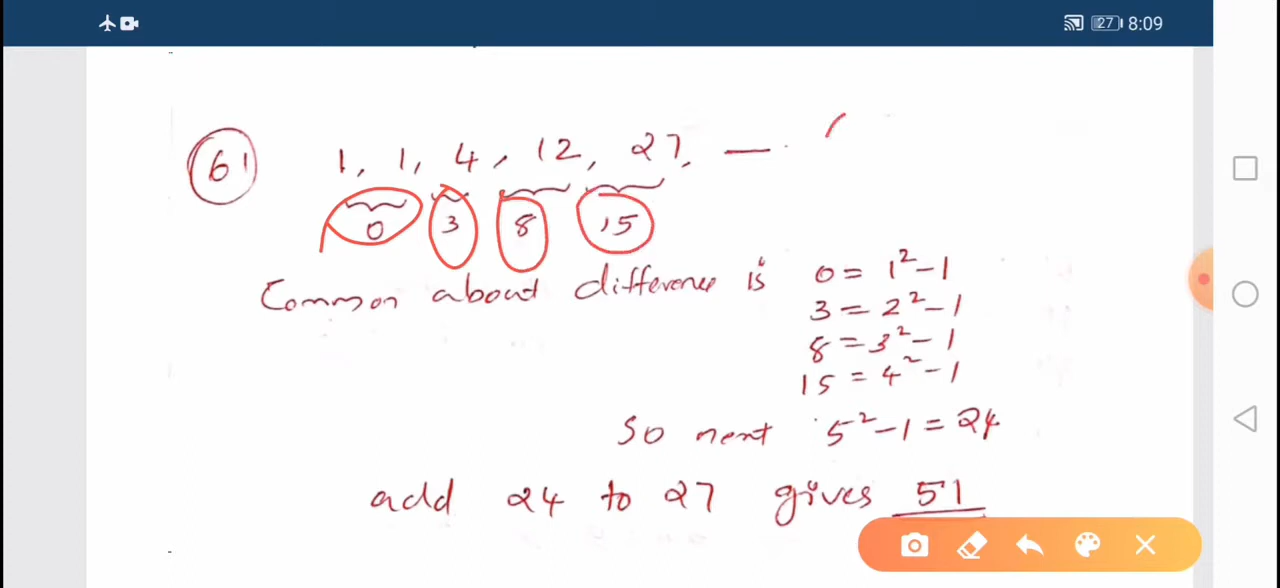 27 8:09
61 1, 1, 4, 12, 27, — .
0 3 8 15
Common about difference is 0 = 1² – 1
3 = 2² – 1
8 = 3² – 1
15 = 4² – 1
So next 5² – 1 = 24
add 24 to 27 gives 51